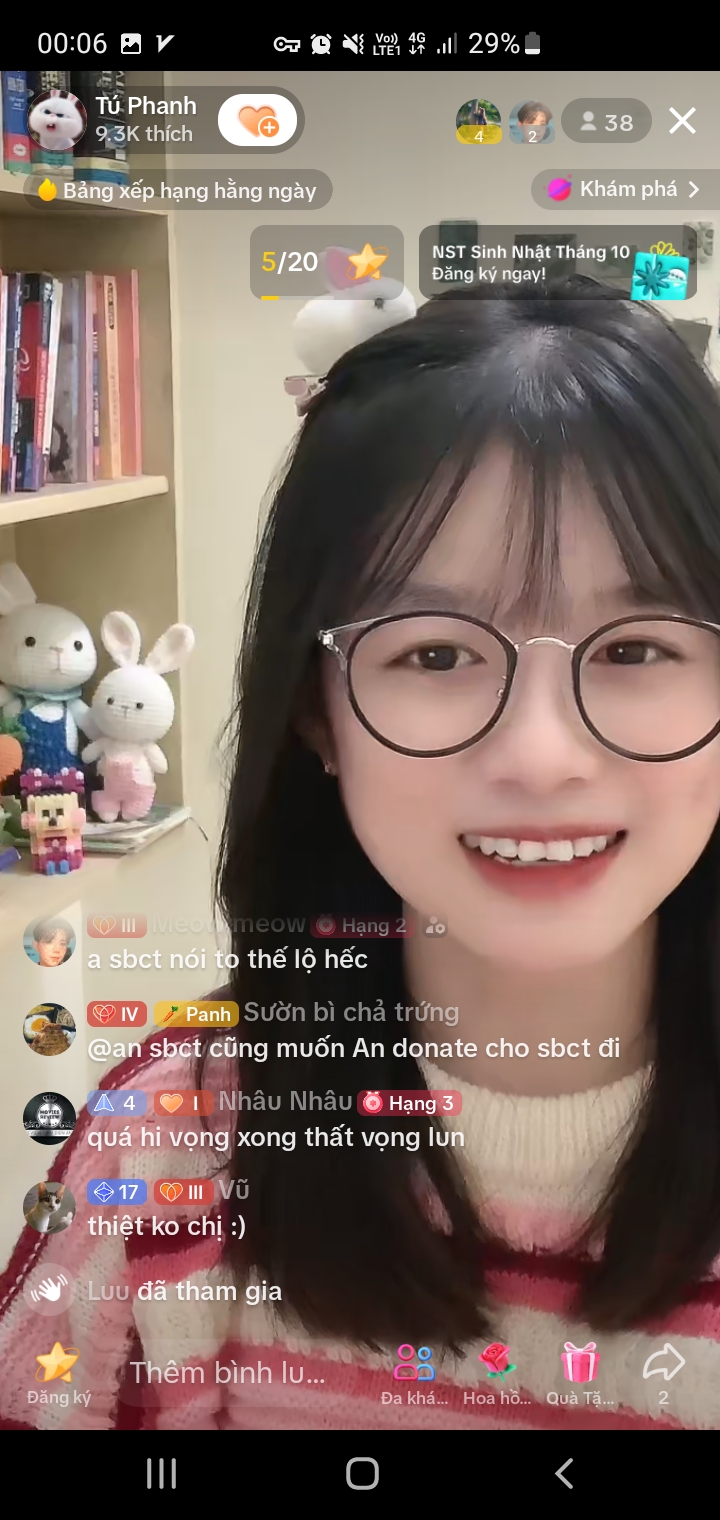 00:06
Vo))
LTE1
4G
29%
Tú Phanh
9.3K thích
4
2
38
Bảng xếp hạng hằng ngày
Khám phá
5/20
NST Sinh Nhật Tháng 10
Đăng ký ngay!
III Meow meow Hạng 2
a sbct nói to thế lộ hếc
IV Panh Sườn bì chả trứng
@an sbct cũng muốn An donate cho sbct đi
4 I Nhâu Nhâu Hạng 3
quá hi vọng xong thất vọng lun
17 III Vũ
thiệt ko chị :)
Luu đã tham gia
Thêm bình lu...
Đăng ký
Đa khá...
Hoa hồ...
Quà Tặ...
2